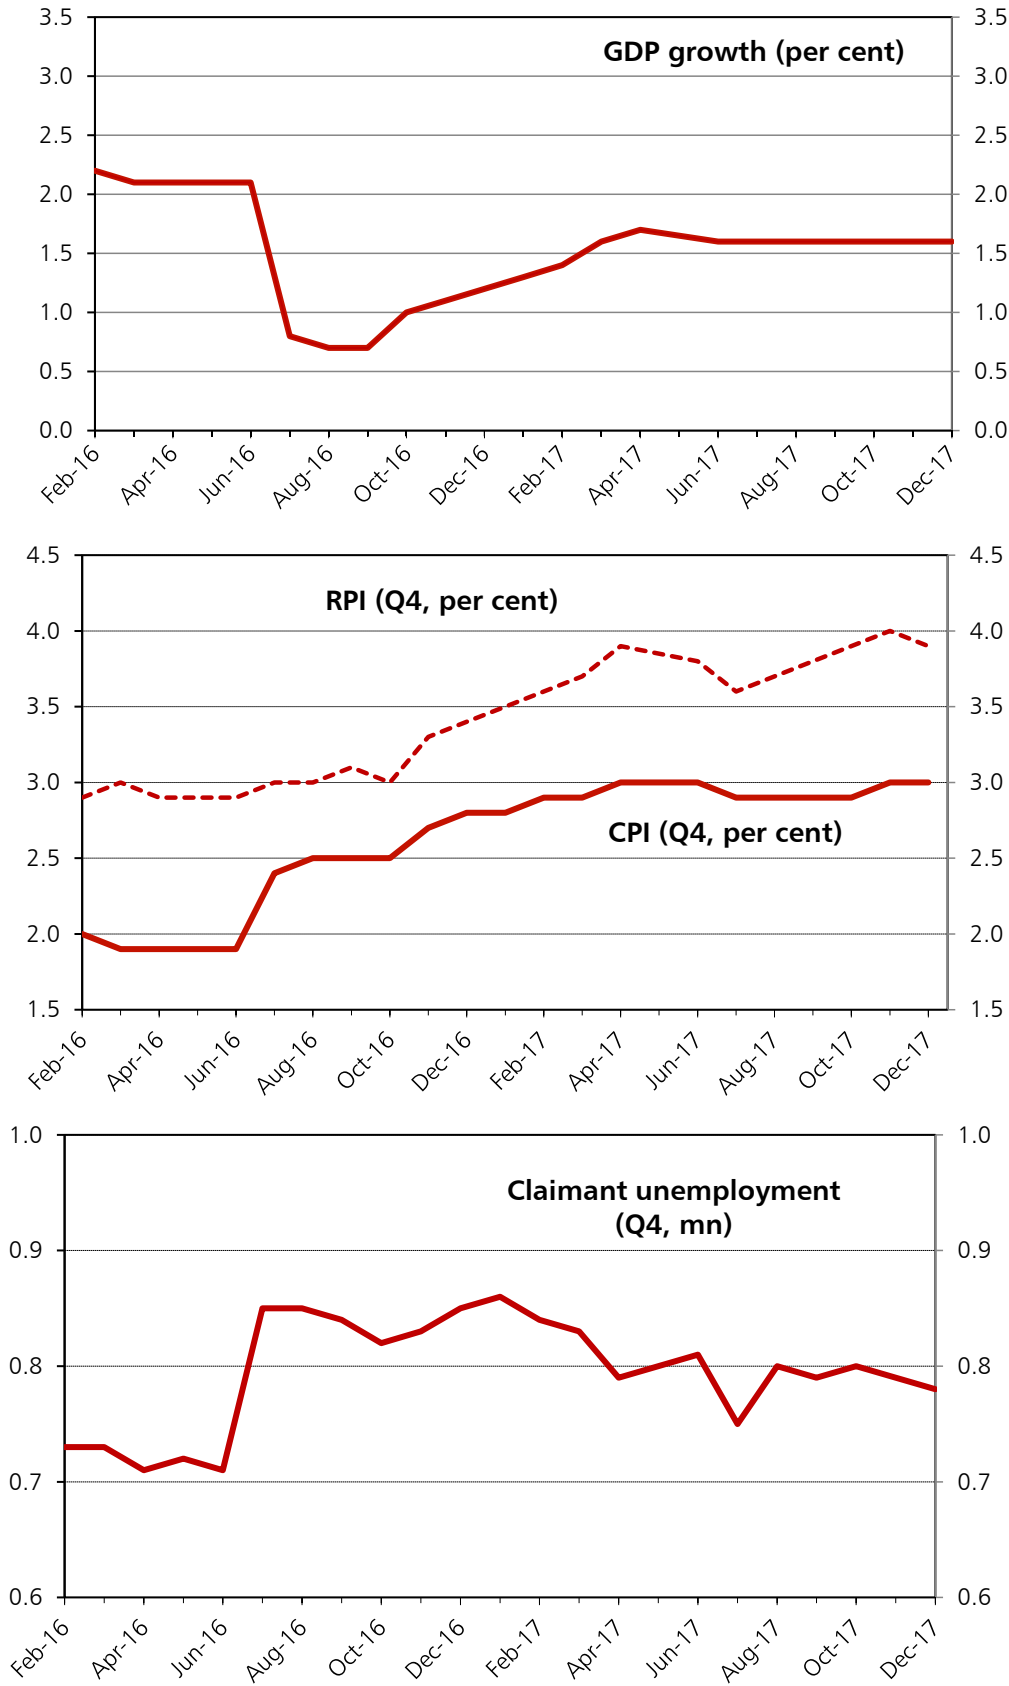 GDP growth (per cent)
3.5 3.5
3.0 3.0
2.5 2.5
2.0 2.0
1.5 1.5
1.0 1.0
0.5 0.5
0.0 0.0
Feb-16 Apr-16 Jun-16 Aug-16 Oct-16 Dec-16 Feb-17 Apr-17 Jun-17 Aug-17 Oct-17 Dec-17
4.5 4.5
RPI (Q4, per cent)
4.0 4.0
3.5 3.5
3.0 3.0
CPI (Q4, per cent)
2.5 2.5
2.0 2.0
1.5 1.5
Feb-16 Apr-16 Jun-16 Aug-16 Oct-16 Dec-16 Feb-17 Apr-17 Jun-17 Aug-17 Oct-17 Dec-17
1.0 1.0
Claimant unemployment
(Q4, mn)
0.9 0.9
0.8 0.8
0.7 0.7
0.6 0.6
Feb-16 Apr-16 Jun-16 Aug-16 Oct-16 Dec-16 Feb-17 Apr-17 Jun-17 Aug-17 Oct-17 Dec-17